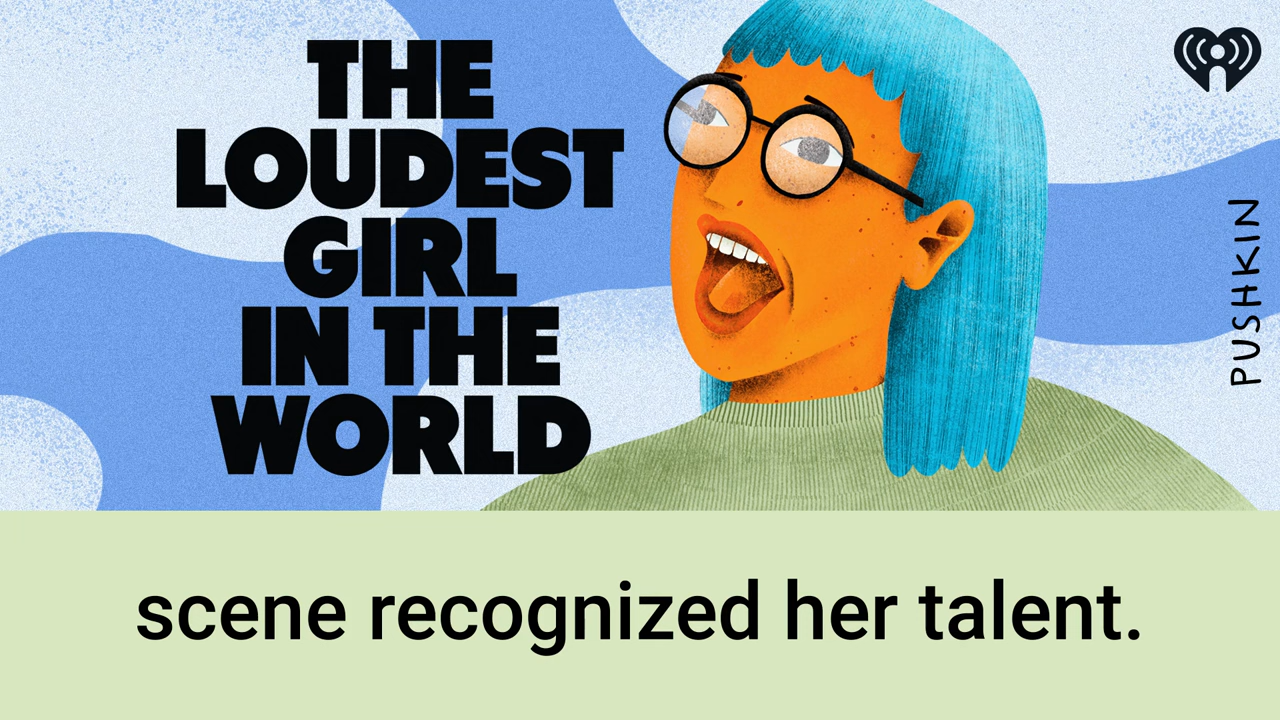 THE
LOUDEST
GIRL
IN THE
WORLD
PUSHKIN
scene recognized her talent.